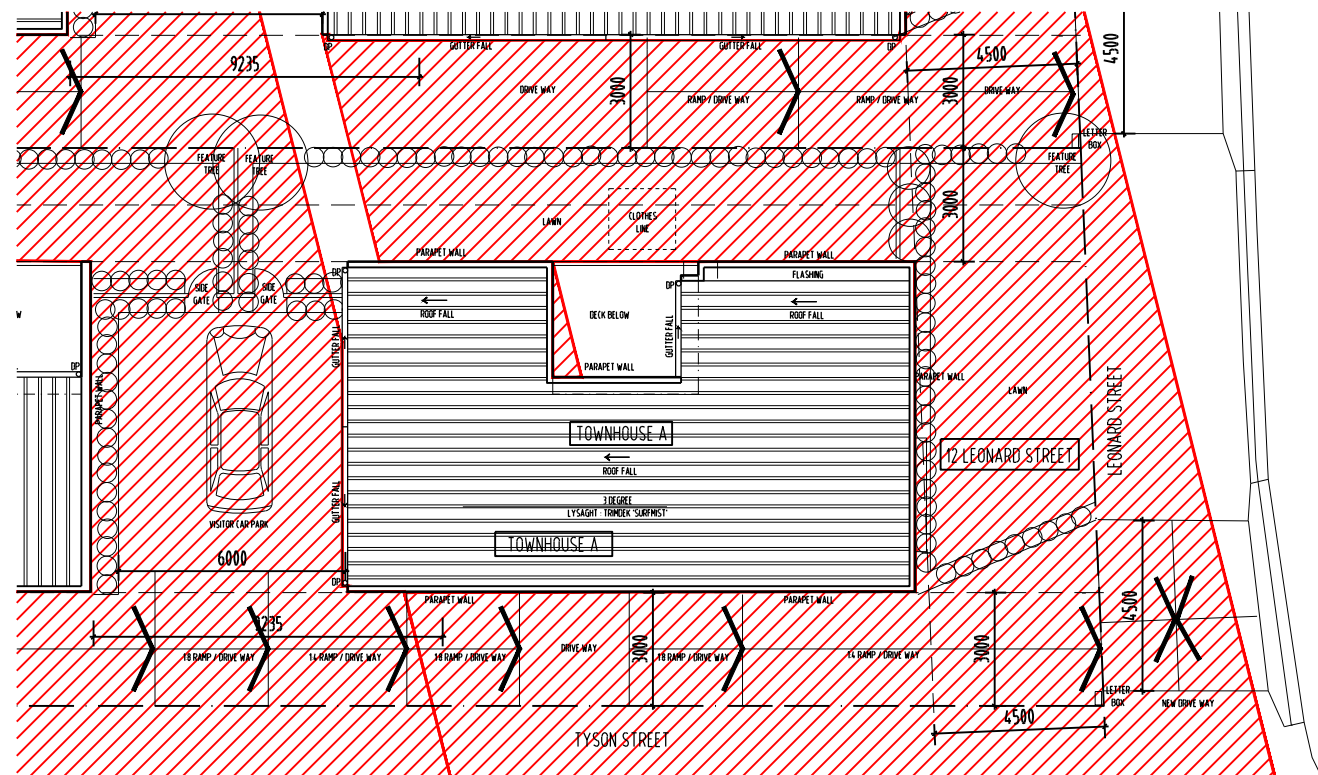 DP
GUTTER FALL
GUTTER FALL
DP
9235
4500
4500
3000
3000
DRIVE WAY
RAMP / DRIVE WAY
RAMP / DRIVE WAY
DRIVE WAY
LETTER
BOX
FEATURE
TREE
FEATURE
TREE
FEATURE
TREE
3000
LAWN
CLOTHES
LINE
PARAPET WALL
PARAPET WALL
DP
FLASHING
SIDE
GATE
SIDE
GATE
DP
ROOF FALL
DECK BELOW
ROOF FALL
W
GUTTER FALL
GUTTER FALL
DP
PARAPET WALL
PARAPET WALL
PARAPET WALL
LAWN
LEONARD STREET
TOWNHOUSE A
12 LEONARD STREET
ROOF FALL
GUTTER FALL
3 DEGREE
LYSAGHT : TRIMDEK 'SURFMIST'
VISITOR CAR PARK
TOWNHOUSE A
6000
DP
PARAPET WALL
PARAPET WALL
4500
9235
3000
3000
DRIVE WAY
1:8 RAMP / DRIVE WAY
1:4 RAMP / DRIVE WAY
1:8 RAMP / DRIVE WAY
1:8 RAMP / DRIVE WAY
1:4 RAMP / DRIVE WAY
LETTER
BOX
NEW DRIVE WAY
4500
TYSON STREET